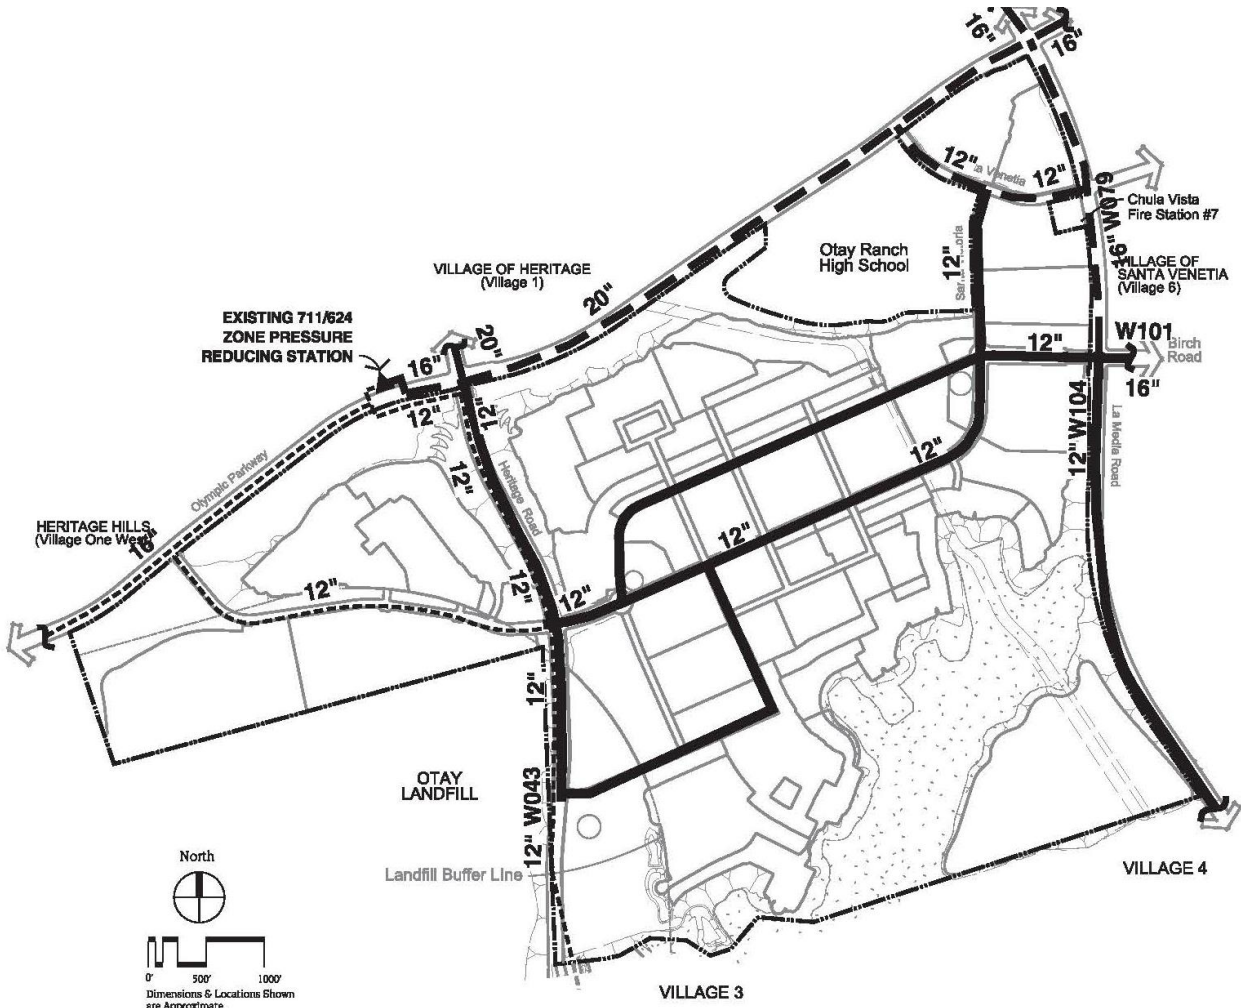 16"
16"
12"
la Venetia
12"
16" W079
Chula Vista
Fire Station #7
Otay Ranch
High School
12"
VILLAGE OF
SANTA VENETIA
(Village 6)
VILLAGE OF HERITAGE
(Village 1)
20"
EXISTING 711/624
ZONE PRESSURE
REDUCING STATION
16"
20"
12"
12"
W101
Birch
Road
12"
16"
12" W104
La Media Road
Olympic Parkway
12"
Heritage Road
12"
12"
HERITAGE HILLS
(Village One West)
16"
12"
12"
12"
12"
OTAY
LANDFILL
12" W043
Landfill Buffer Line
VILLAGE 4
VILLAGE 3
North
0'
500'
1000'
Dimensions & Locations Shown
are Approximate